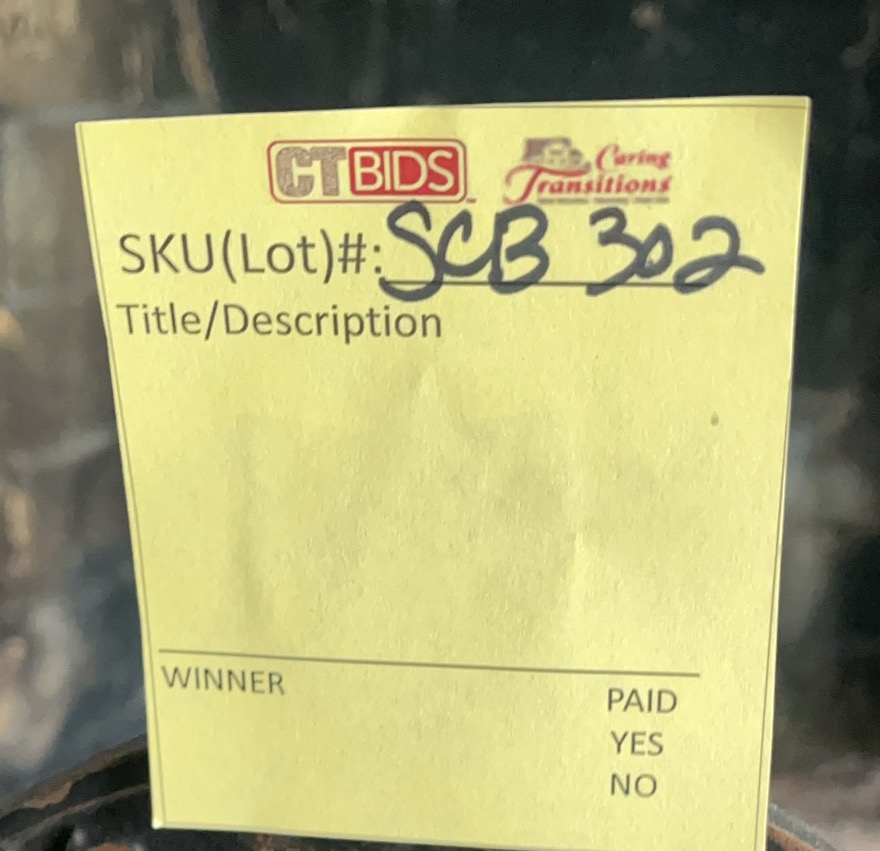 CTBIDS Caring
Transitions
SKU(Lot)#: SCB 302
Title/Description
WINNER
PAID
YES
NO